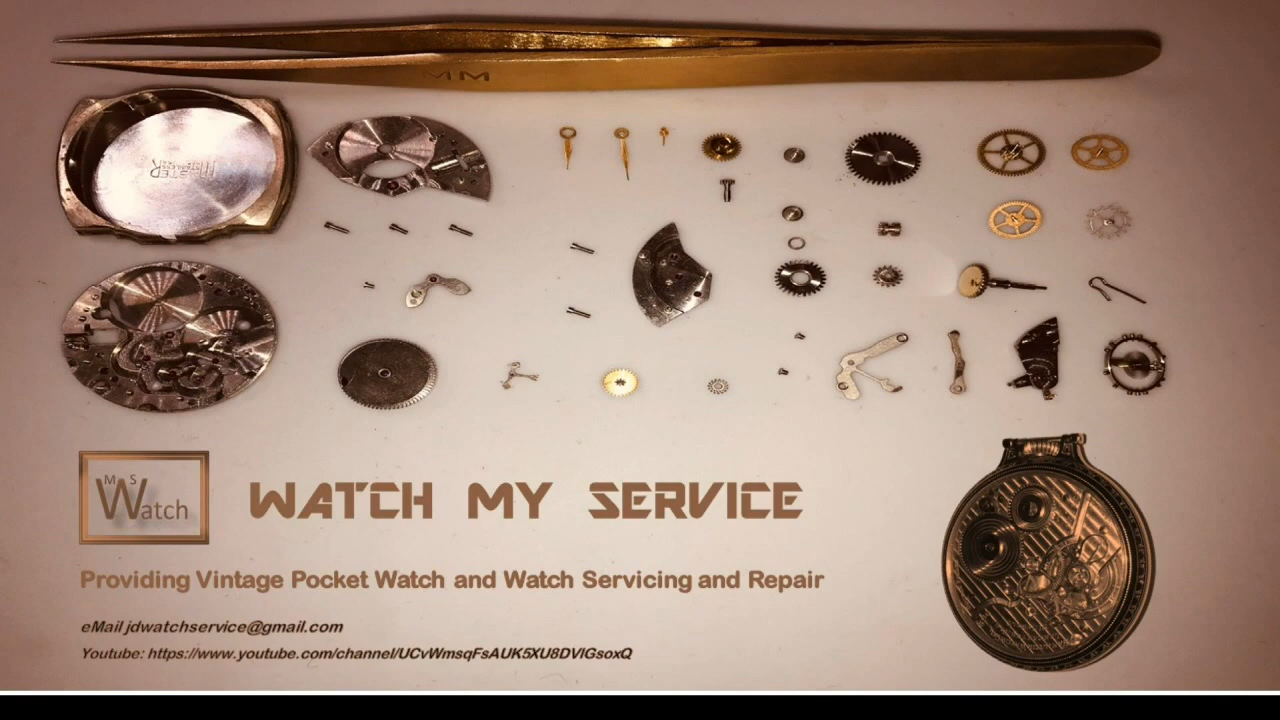 MM
MASTER
M S
Watch
WATCH MY SERVICE
Providing Vintage Pocket Watch and Watch Servicing and Repair
eMail jdwatchservice@gmail.com
Youtube: https://www.youtube.com/channel/UCvWmsqFsAUK5XU8DVIGsoxQ